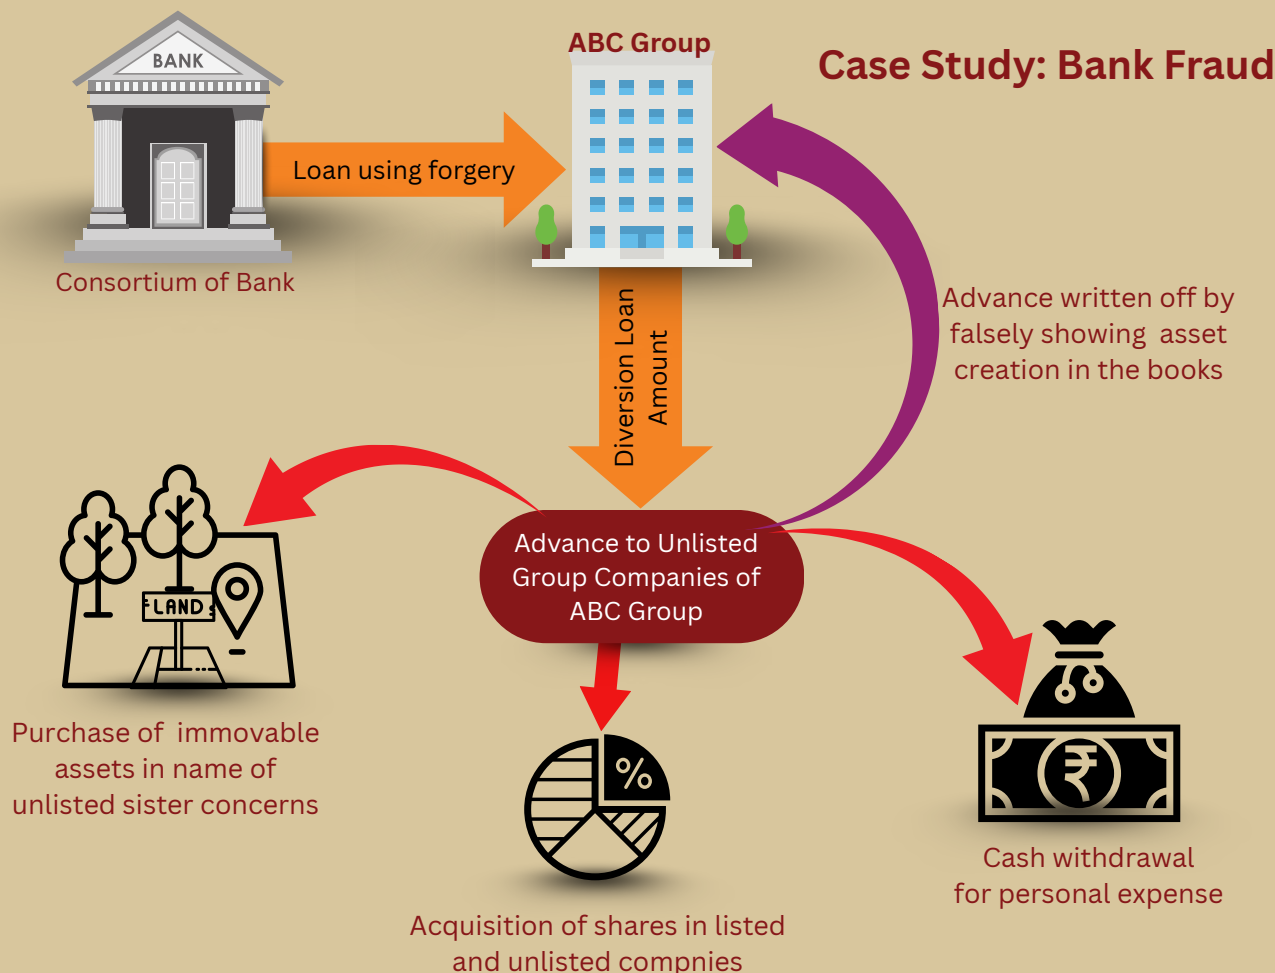 Case Study: Bank Fraud
BANK
ABC Group
Loan using forgery
Consortium of Bank
Diversion Loan
Amount
Advance written off by
falsely showing asset
creation in the books
Advance to Unlisted
Group Companies of
ABC Group
LAND
Purchase of immovable
assets in name of
unlisted sister concerns
%
₹
Cash withdrawal
for personal expense
Acquisition of shares in listed
and unlisted compnies